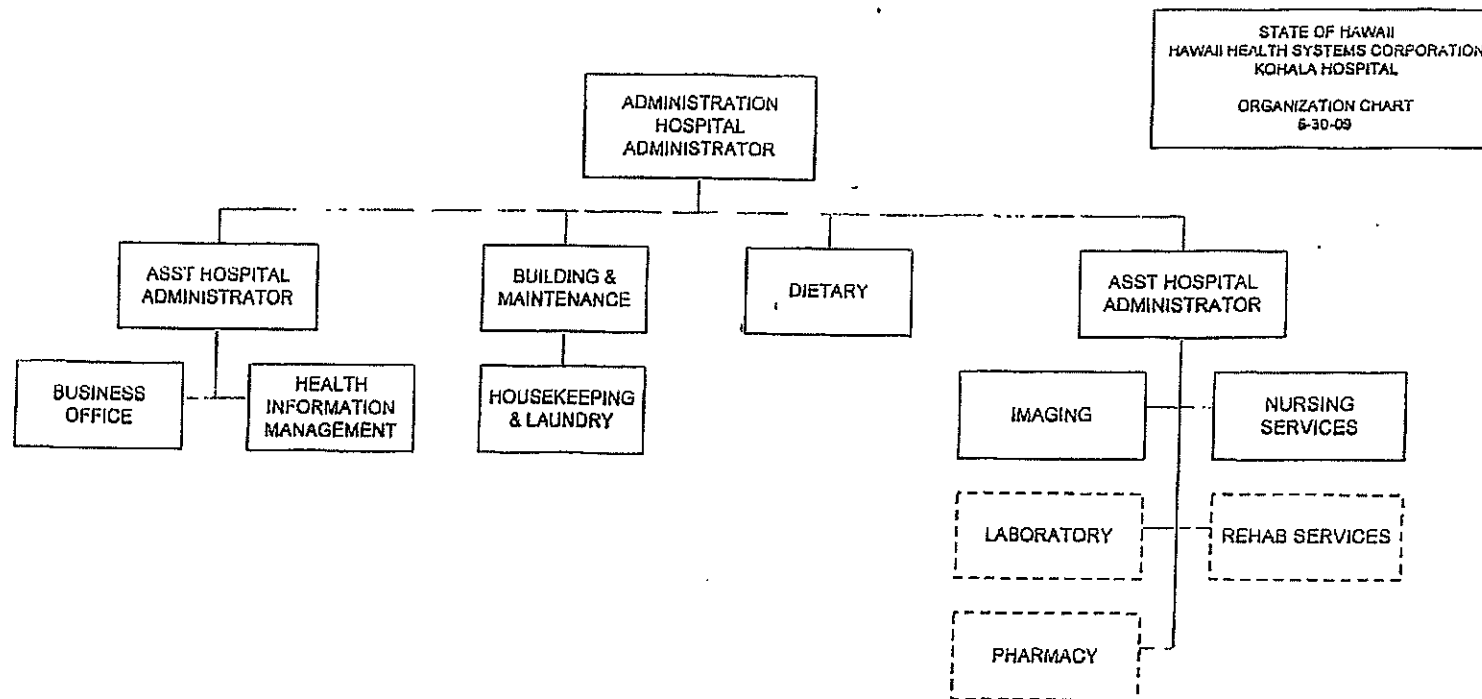 STATE OF HAWAII
HAWAII HEALTH SYSTEMS CORPORATION
KOHALA HOSPITAL
ORGANIZATION CHART
6-30-09
ADMINISTRATION
HOSPITAL
ADMINISTRATOR
ASST HOSPITAL
ADMINISTRATOR
BUILDING &
MAINTENANCE
DIETARY
ASST HOSPITAL
ADMINISTRATOR
BUSINESS
OFFICE
HEALTH
INFORMATION
MANAGEMENT
HOUSEKEEPING
& LAUNDRY
IMAGING
NURSING
SERVICES
LABORATORY
REHAB SERVICES
PHARMACY